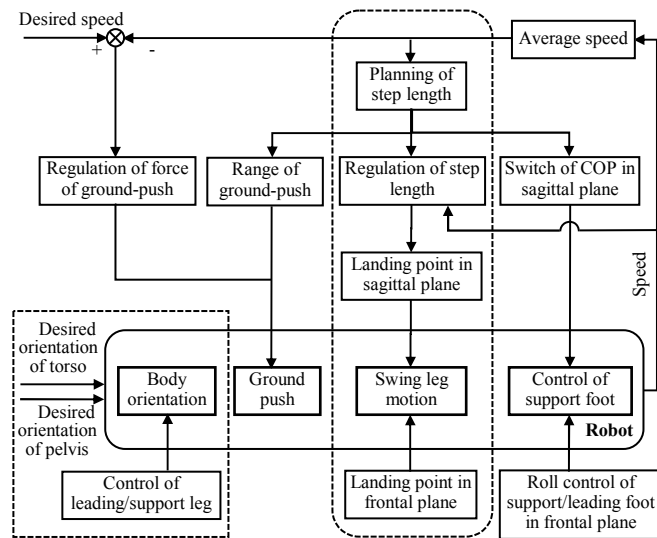 Desired speed
+
-
Average speed
Planning of
step length
Regulation of force
of ground-push
Range of
ground-push
Regulation of step
length
Switch of COP in
sagittal plane
Landing point in
sagittal plane
Speed
Desired
orientation
of torso
Desired
orientation
of pelvis
Body
orientation
Ground
push
Swing leg
motion
Control of
support foot
Robot
Control of
leading/support leg
Landing point in
frontal plane
Roll control of
support/leading foot
in frontal plane